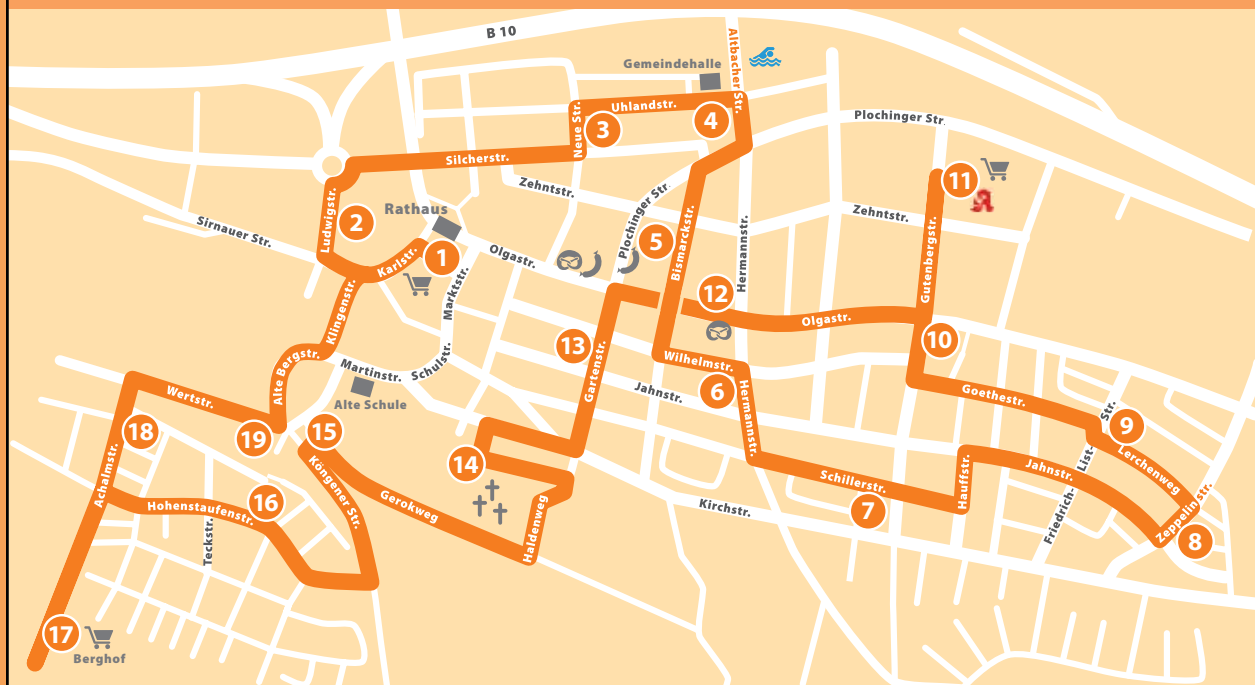 B 10
Gemeindehalle
Altbacher Str.
Uhlandstr.
Neue Str.
3
4
Plochinger Str.
Silcherstr.
Zehntstr.
11
Rathaus
Ludwigstr.
2
Sirnauer Str.
Karlstr.
1
Olgastr.
Plochinger Str.
5
Bismarckstr.
Hermannstr.
Zehntstr.
Gutenbergstr.
Marktstr.
Klingenstr.
12
Olgastr.
10
13
Gartenstr.
Wilhelmstr.
6
Alte Bergstr.
Martinstr.
Schulstr.
Jahnstr.
Hermannstr.
Goethestr.
Wertstr.
Alte Schule
18
19
15
14
Friedrich-List-Str.
9
Lerchenweg
Achalmstr.
Köngener Str.
Gerokweg
Haldenweg
Schillerstr.
7
Hauffstr.
Jahnstr.
Zeppelinstr.
8
Hohenstaufenstr.
16
Teckstr.
Kirchstr.
17
Berghof